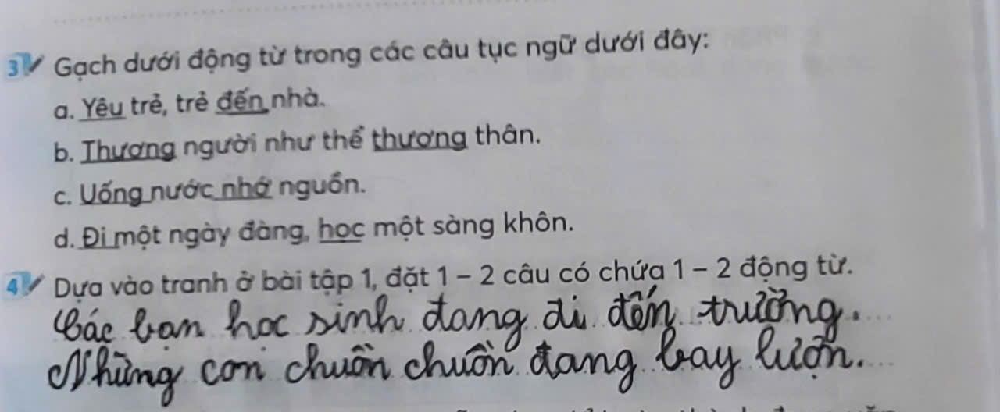 3 Gạch dưới động từ trong các câu tục ngữ dưới đây:
a. Yêu trẻ, trẻ đến nhà.
b. Thương người như thể thương thân.
c. Uống nước nhớ nguồn.
d. Đi một ngày đàng, học một sàng khôn.
4 Dựa vào tranh ở bài tập 1, đặt 1 – 2 câu có chứa 1 – 2 động từ.
Các bạn học sinh đang đi đến trường.
Những con chuồn chuồn đang bay lượn.